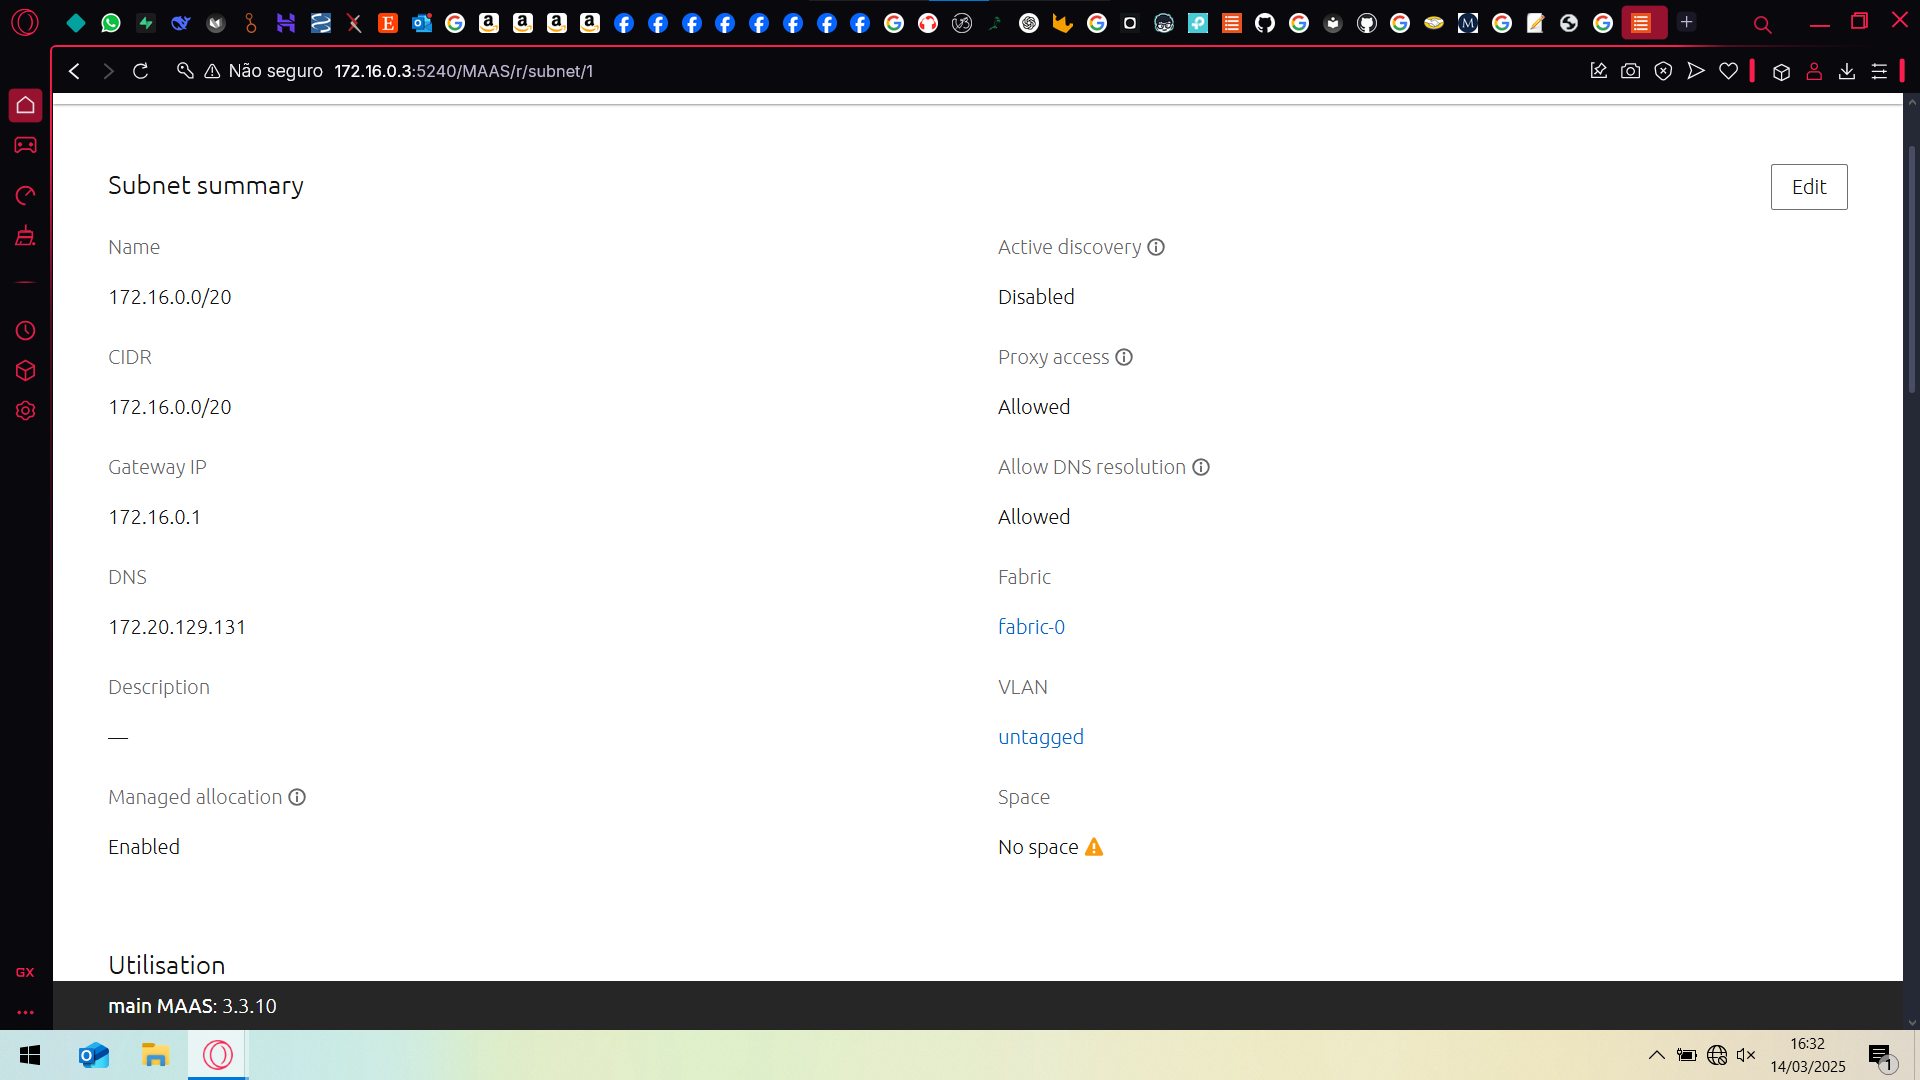 Não seguro 172.16.0.3:5240/MAAS/r/subnet/1
Subnet summary
Edit
Name
172.16.0.0/20
Active discovery
Disabled
CIDR
172.16.0.0/20
Proxy access
Allowed
Gateway IP
172.16.0.1
Allow DNS resolution
Allowed
DNS
172.20.129.131
Fabric
fabric-0
Description
—
VLAN
untagged
Managed allocation
Enabled
Space
No space
Utilisation
main MAAS: 3.3.10
GX
16:32
14/03/2025
1